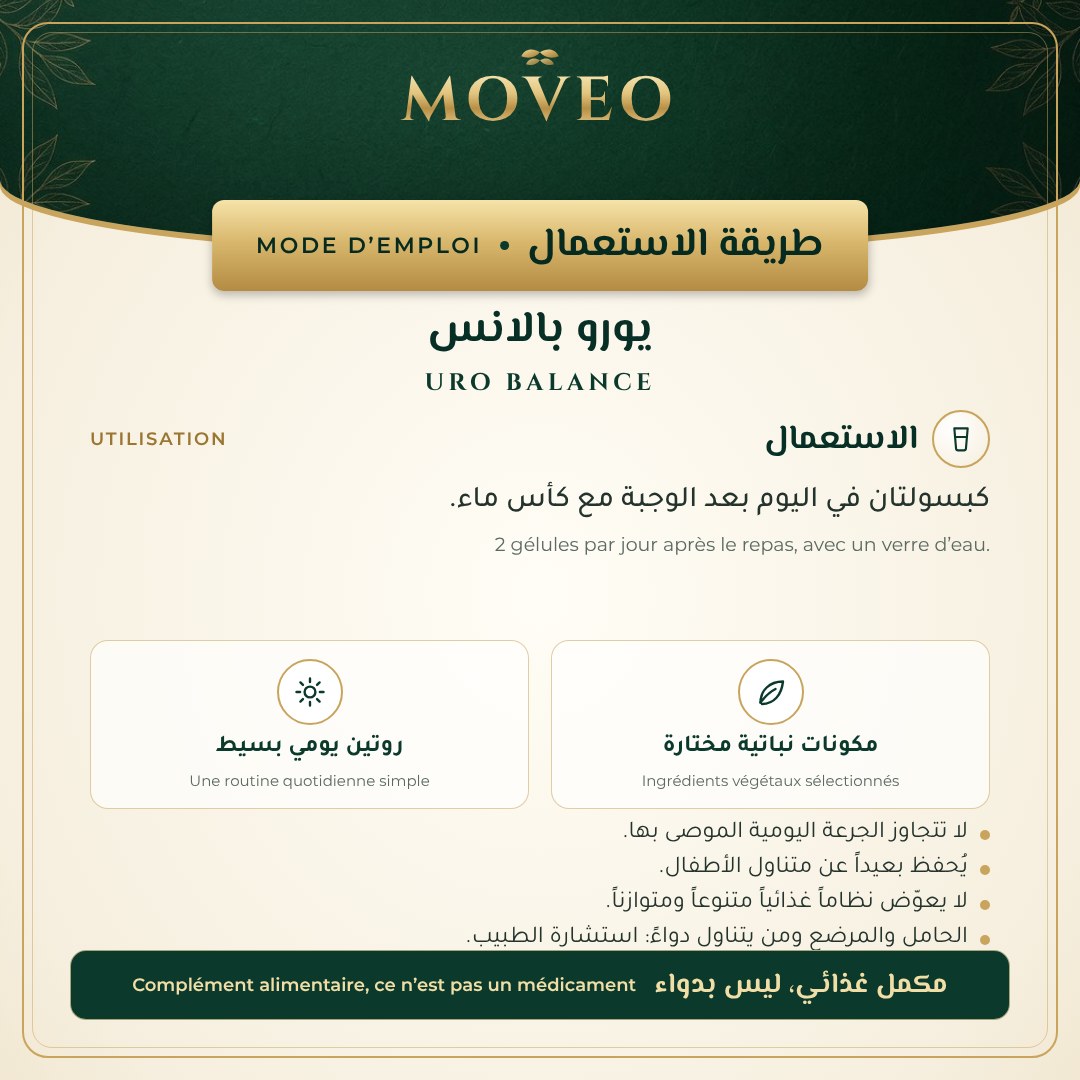 MOVEO
طريقة الاستعمال • MODE D’EMPLOI
يورو بالانس
URO BALANCE
الاستعمال
UTILISATION
كبسولتان في اليوم بعد الوجبة مع كأس ماء.
2 gélules par jour après le repas, avec un verre d’eau.
مكونات نباتية مختارة
Ingrédients végétaux sélectionnés
روتين يومي بسيط
Une routine quotidienne simple
لا تتجاوز الجرعة اليومية الموصى بها.
يُحفظ بعيداً عن متناول الأطفال.
لا يعوّض نظاماً غذائياً متنوعاً ومتوازناً.
الحامل والمرضع ومن يتناول دواءً: استشارة الطبيب.
مكمل غذائي، ليس بدواء Complément alimentaire, ce n’est pas un médicament